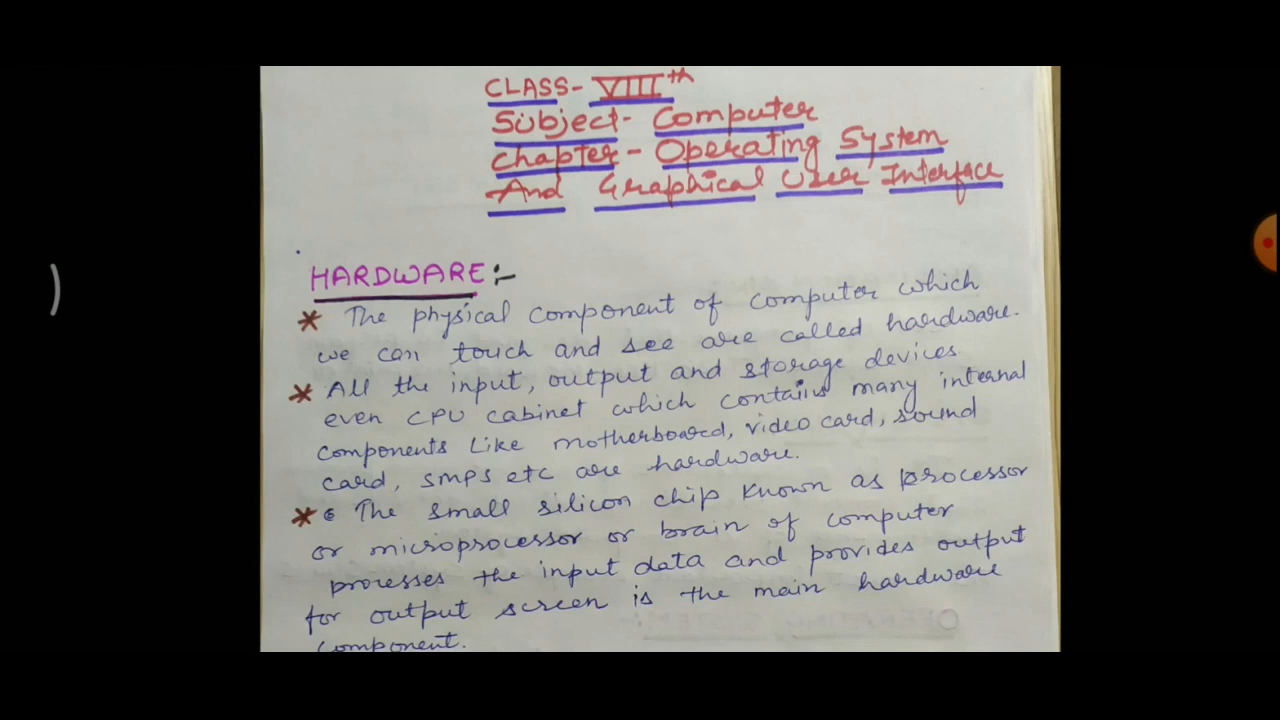 CLASS- VIIIth
Subject- Computer
Chapter- Operating System
And Graphical User Interface
HARDWARE:-
* The physical component of computer which
we can touch and see are called hardware.
* All the input, output and storage devices
even CPU cabinet which contains many internal
components like motherboard, video card, sound
card, SMPS etc are hardware.
* The small silicon chip known as processor
or microprocessor or brain of computer
processes the input data and provides output
for output screen is the main hardware
component.